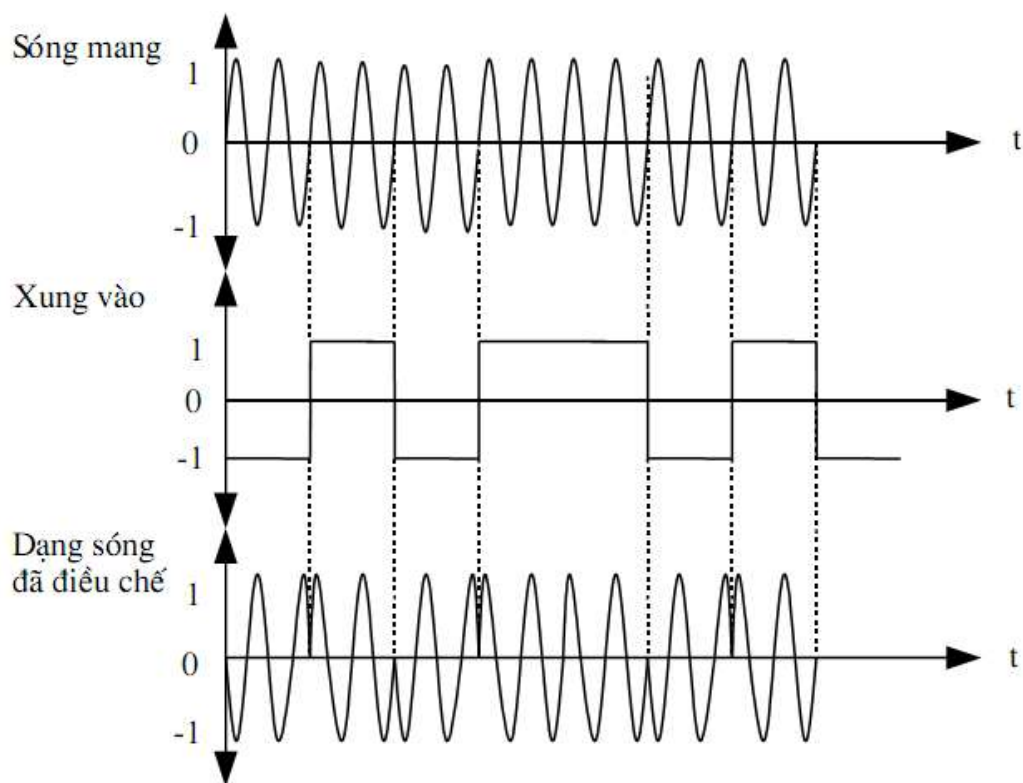 Sóng mang
1
0
t
-1
Xung vào
1
0
t
-1
Dạng sóng
đã điều chế
1
0
t
-1